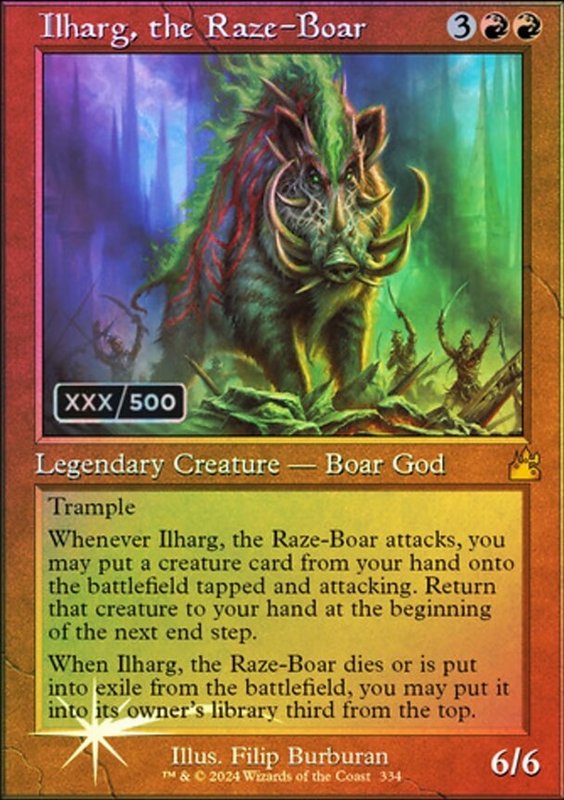 Ilharg, the Raze-Boar 3
XXX/500
Legendary Creature — Boar God
Trample
Whenever Ilharg, the Raze-Boar attacks, you
may put a creature card from your hand onto
the battlefield tapped and attacking. Return
that creature to your hand at the beginning
of the next end step.
When Ilharg, the Raze-Boar dies or is put
into exile from the battlefield, you may put it
into its owner's library third from the top.
Illus. Filip Burburan
™ & © 2024 Wizards of the Coast 334
6/6